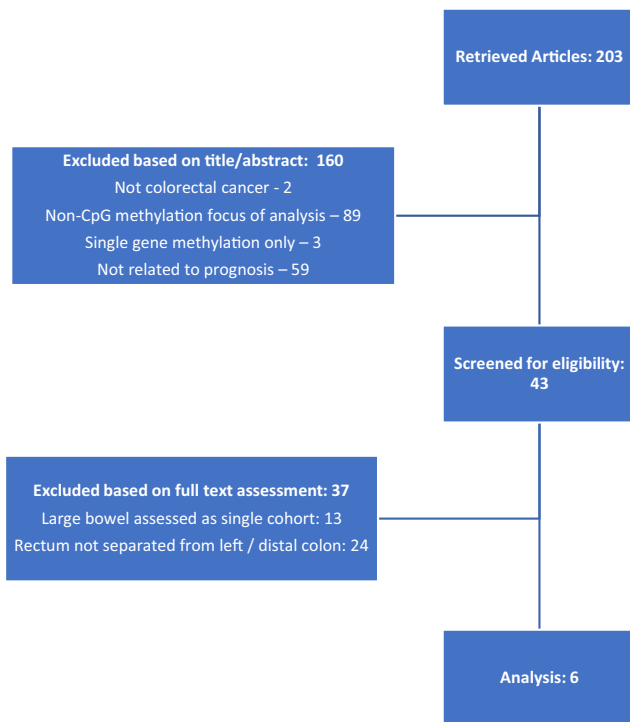 Retrieved Articles: 203
Excluded based on title/abstract: 160
Not colorectal cancer - 2
Non-CpG methylation focus of analysis – 89
Single gene methylation only – 3
Not related to prognosis – 59
Screened for eligibility:
43
Excluded based on full text assessment: 37
Large bowel assessed as single cohort: 13
Rectum not separated from left / distal colon: 24
Analysis: 6